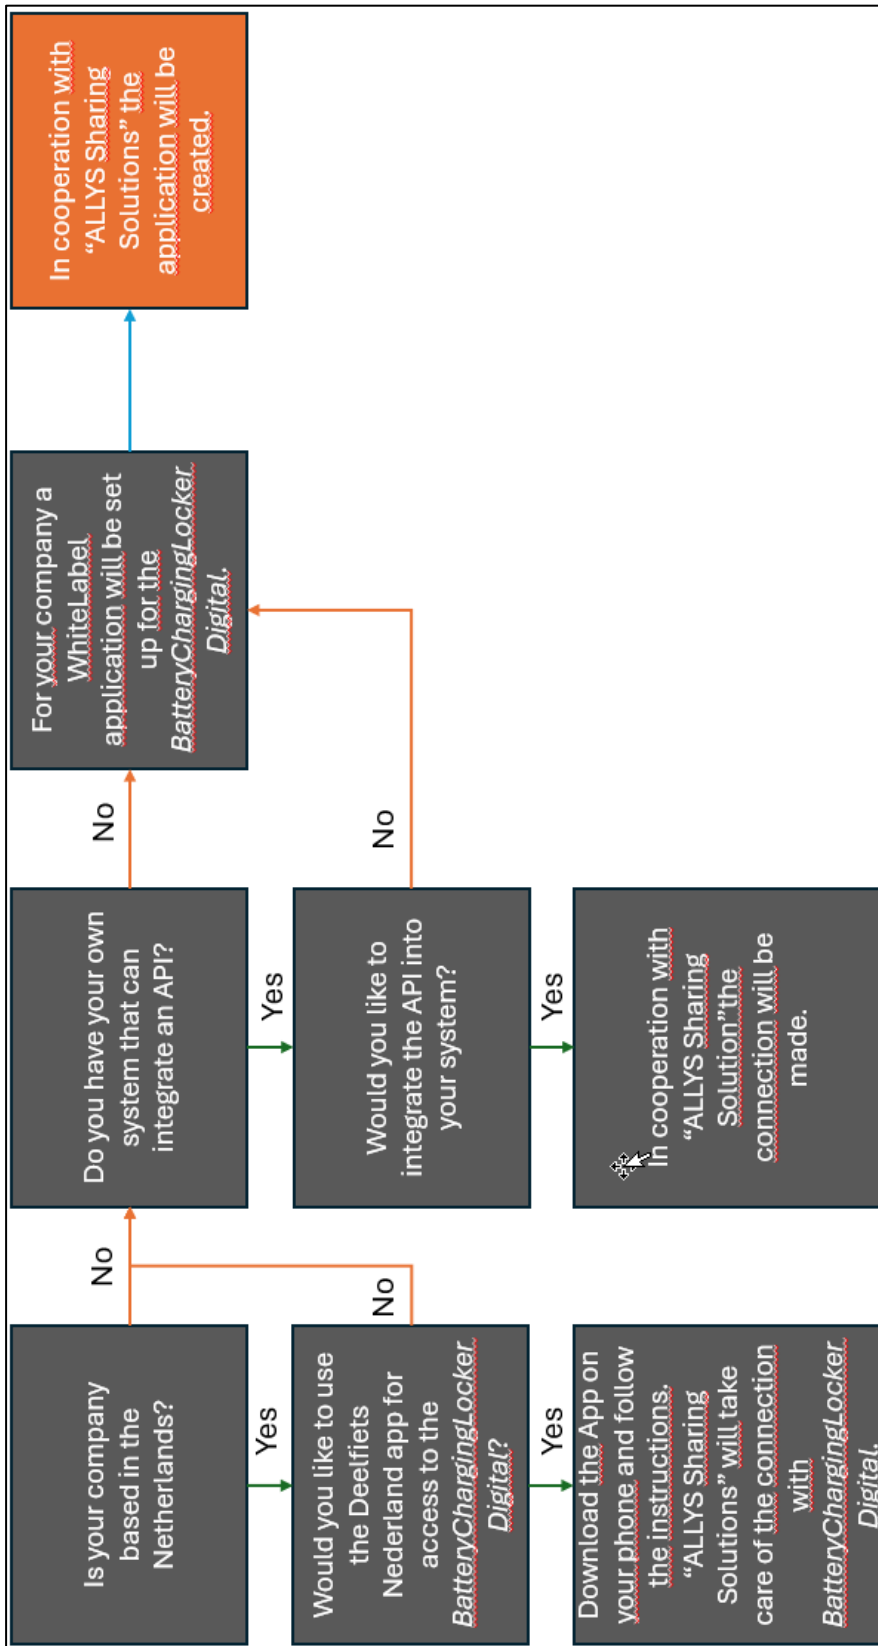 Is your company
based in the
Netherlands?
No
Yes
Would you like to use
the Deelfiets
Nederland app for
access to the
BatteryChargingLocker
Digital?
No
Yes
Download the App on
your phone and follow
the instructions.
“ALLYS Sharing
Solutions” will take
care of the connection
with
BatteryChargingLocker
Digital.
Do you have your own
system that can
integrate an API?
No
Yes
Would you like to
integrate the API into
your system?
No
Yes
In cooperation with
“ALLYS Sharing
Solution”the
connection will be
made.
For your company a
WhiteLabel
application will be set
up for the
BatteryChargingLocker
Digital.
In cooperation with
“ALLYS Sharing
Solutions” the
application will be
created.